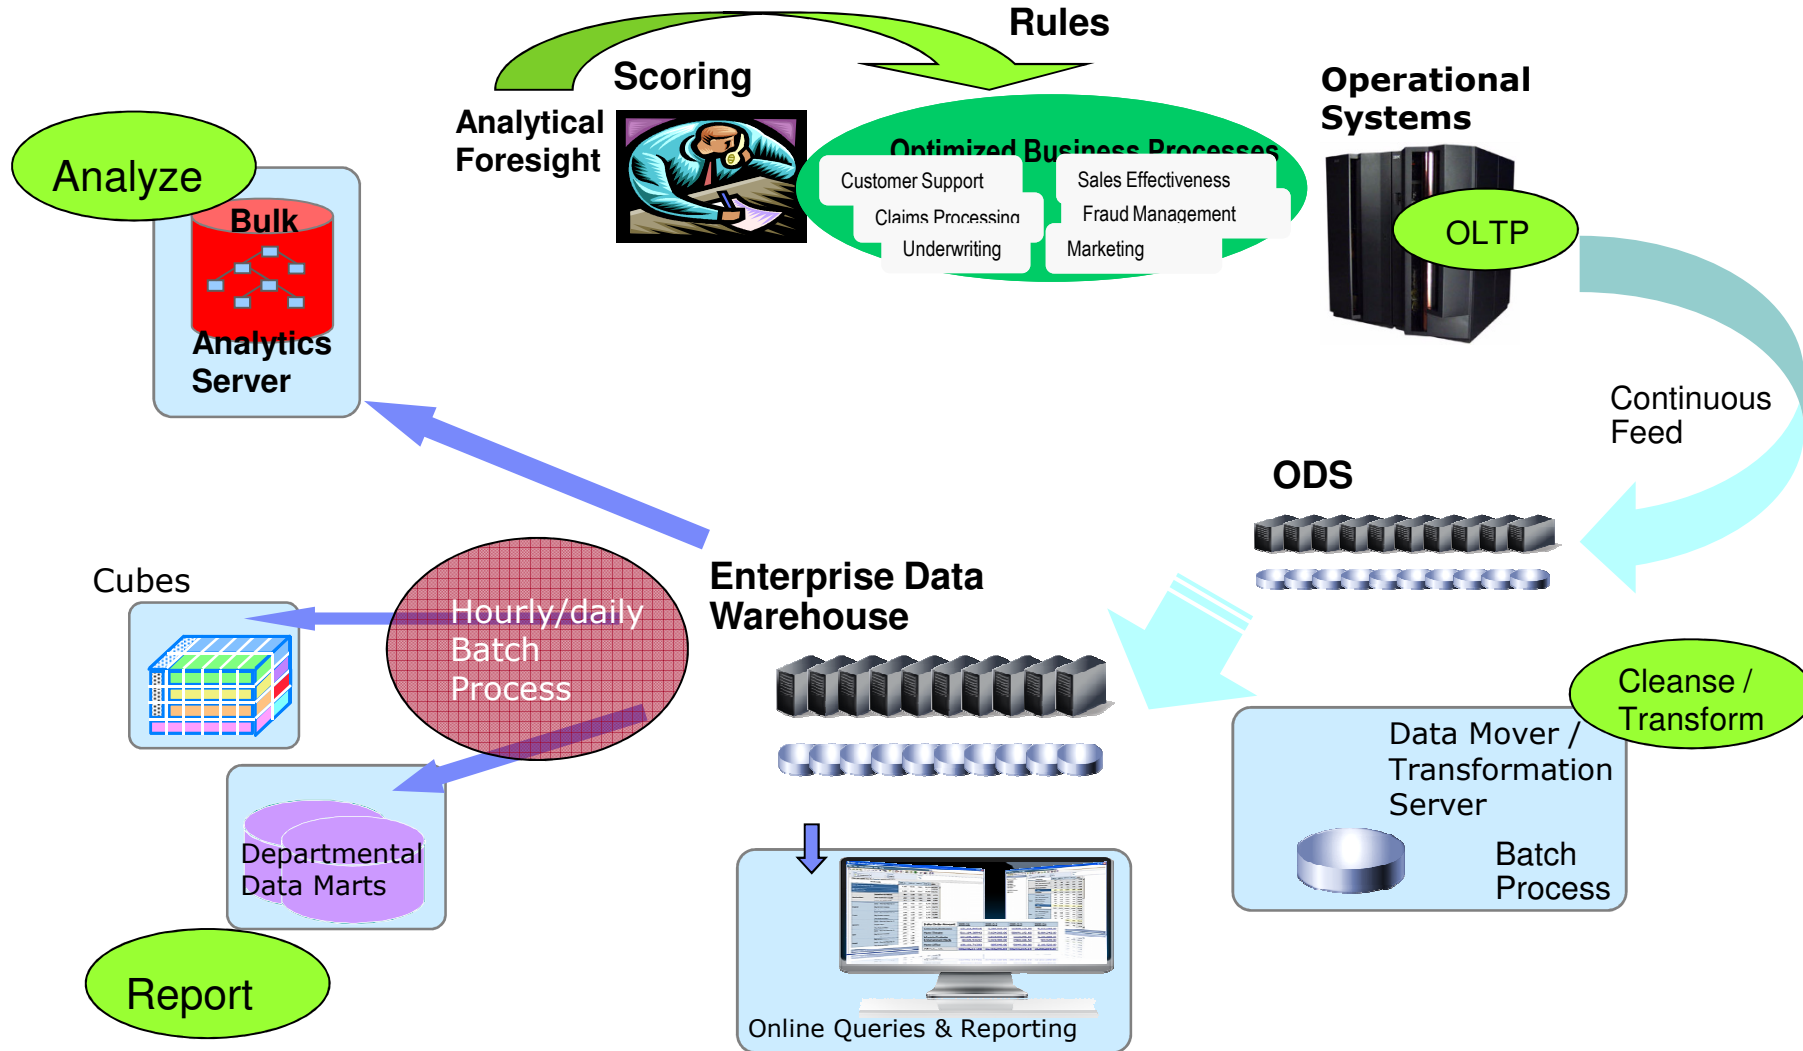 Rules
Scoring
Analytical
Foresight
Operational
Systems
Optimized Business Processes
Customer Support
Sales Effectiveness
Claims Processing
Fraud Management
Underwriting
Marketing
OLTP
Analyze
Bulk
Analytics
Server
Continuous
Feed
ODS
Enterprise Data
Warehouse
Hourly/daily
Batch
Process
Cubes
Cleanse /
Transform
Data Mover /
Transformation
Server
Batch
Process
Departmental
Data Marts
Report
Online Queries & Reporting